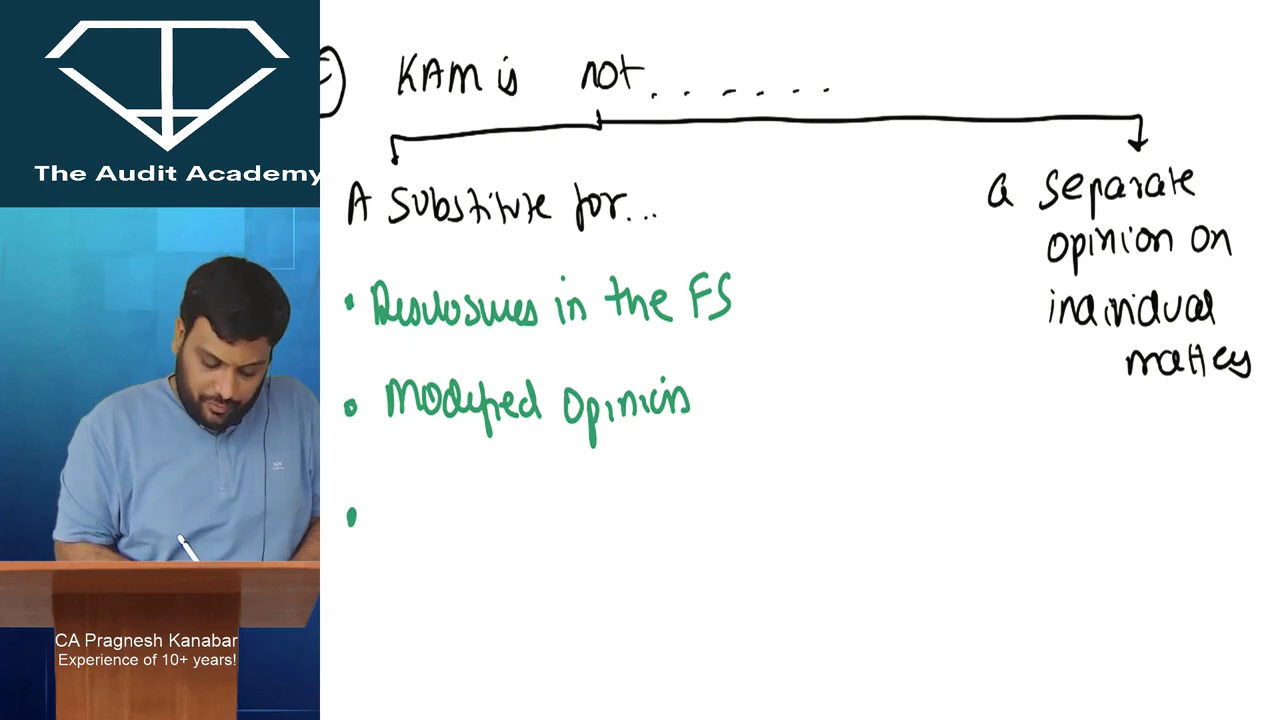 The Audit Academy
KAM is not.......
A Substitute for...
• Disclosures in the FS
• Modified Opinion
•
a separate
opinion on
individual
matters
CA Pragnesh Kanabar
Experience of 10+ years!